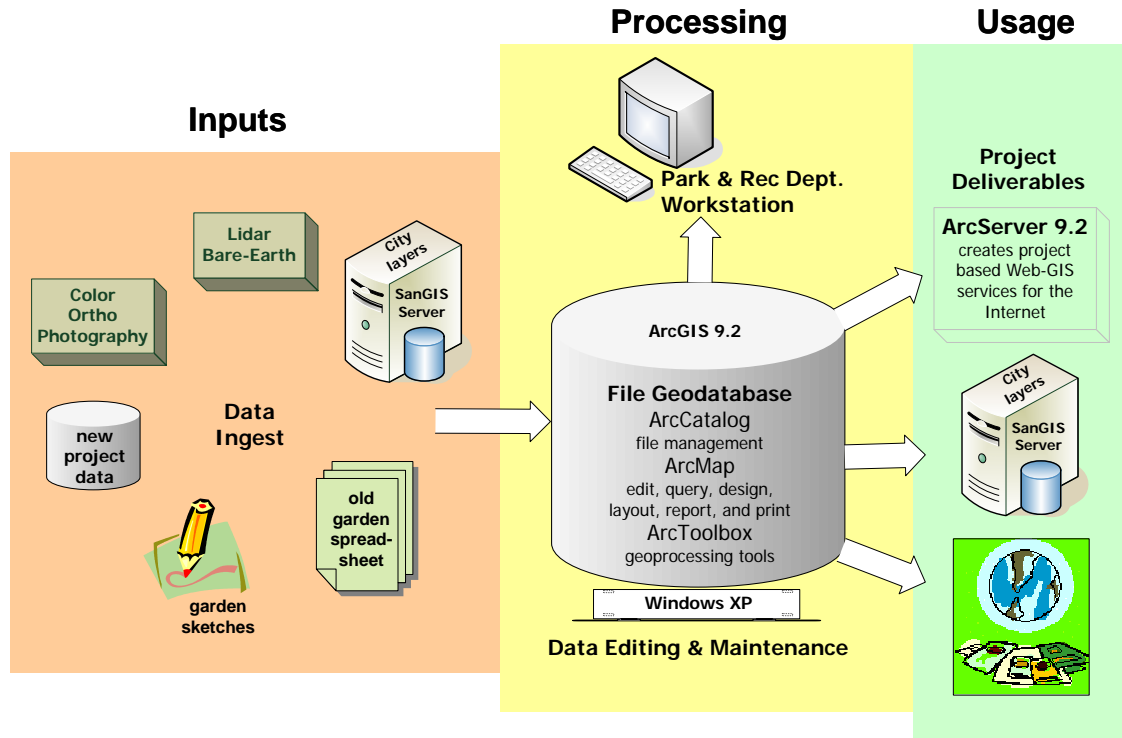 Processing
Usage
Inputs
Lidar
Bare-Earth
City
layers
SanGIS
Server
Color
Ortho
Photography
Data
Ingest
new
project
data
old
garden
spread-
sheet
garden
sketches
Park & Rec Dept.
Workstation
ArcGIS 9.2
File Geodatabase
ArcCatalog
file management
ArcMap
edit, query, design,
layout, report, and print
ArcToolbox
geoprocessing tools
Windows XP
Data Editing & Maintenance
Project
Deliverables
ArcServer 9.2
creates project
based Web-GIS
services for the
Internet
City
layers
SanGIS
Server